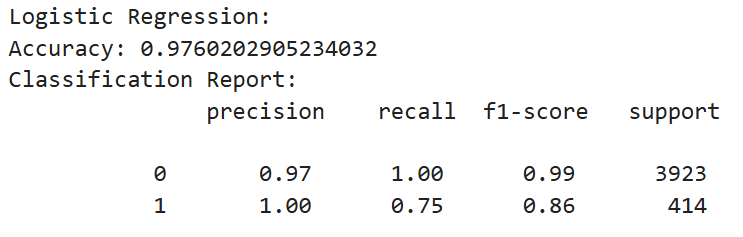 Logistic Regression:
Accuracy: 0.9760202905234032
Classification Report:
precision recall f1-score support
0 0.97 1.00 0.99 3923
1 1.00 0.75 0.86 414